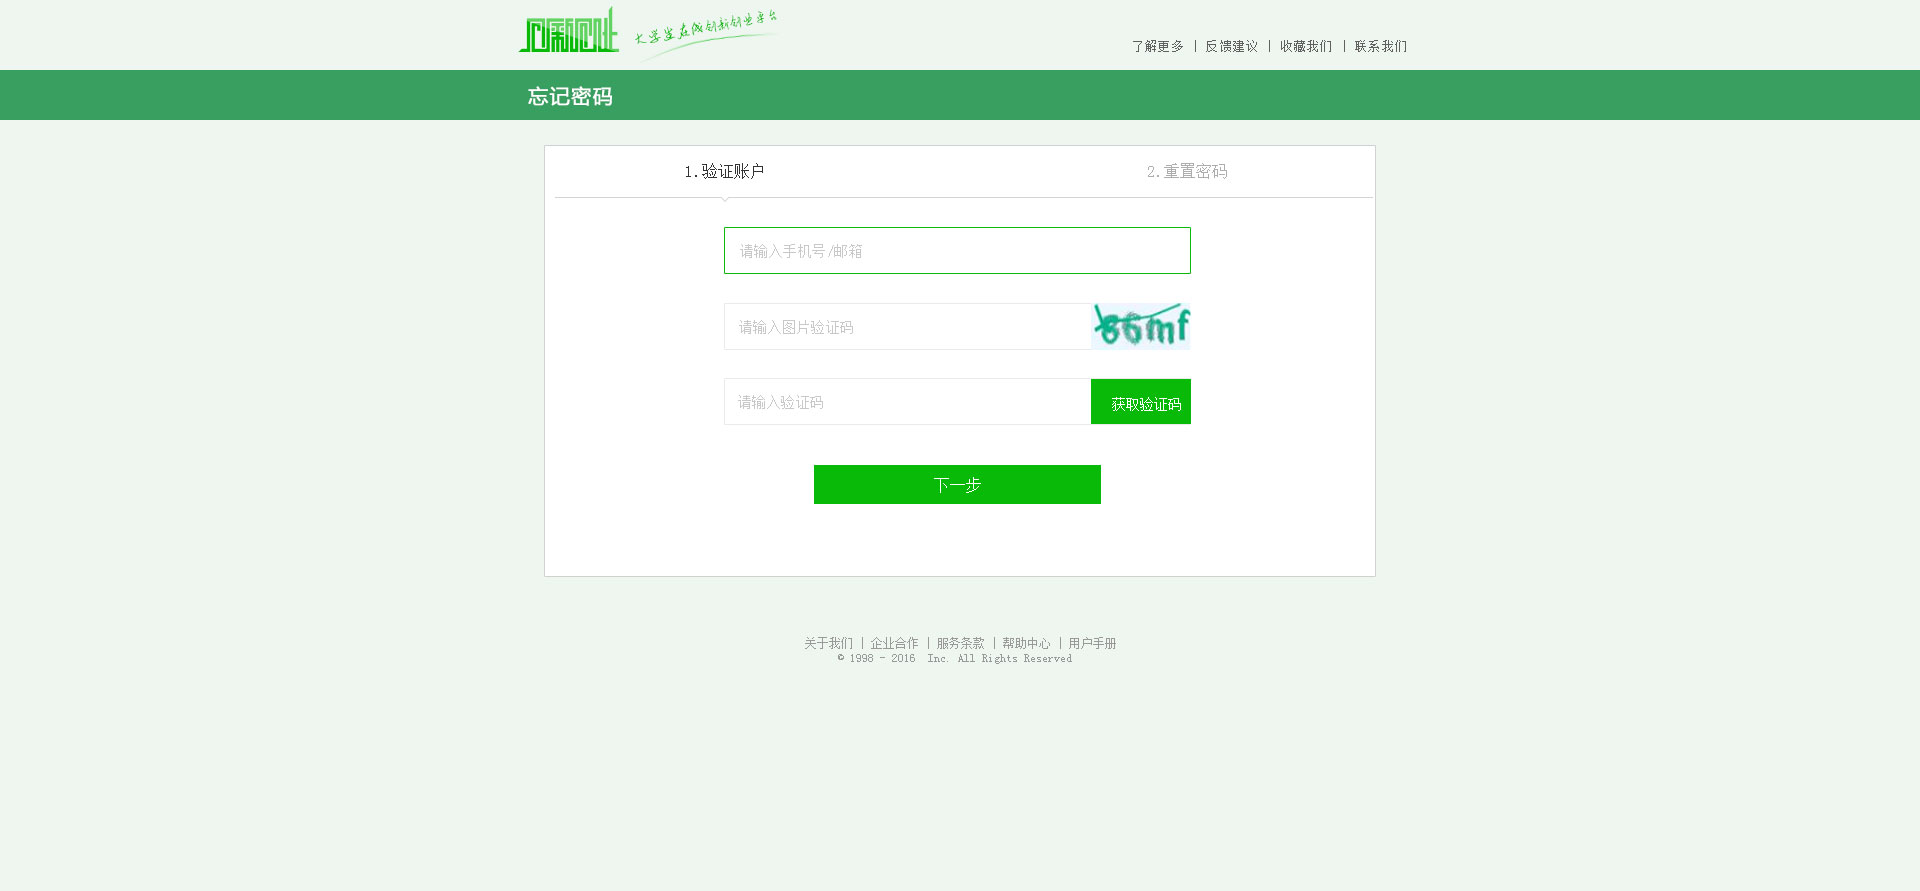 大学生在线创新创业平台
了解更多 | 反馈建议 | 收藏我们 | 联系我们
忘记密码
1.验证账户
2.重置密码
请输入手机号/邮箱
请输入图片验证码
请输入验证码
获取验证码
下一步
关于我们 | 企业合作 | 服务条款 | 帮助中心 | 用户手册
© 1998 - 2016 Inc. All Rights Reserved